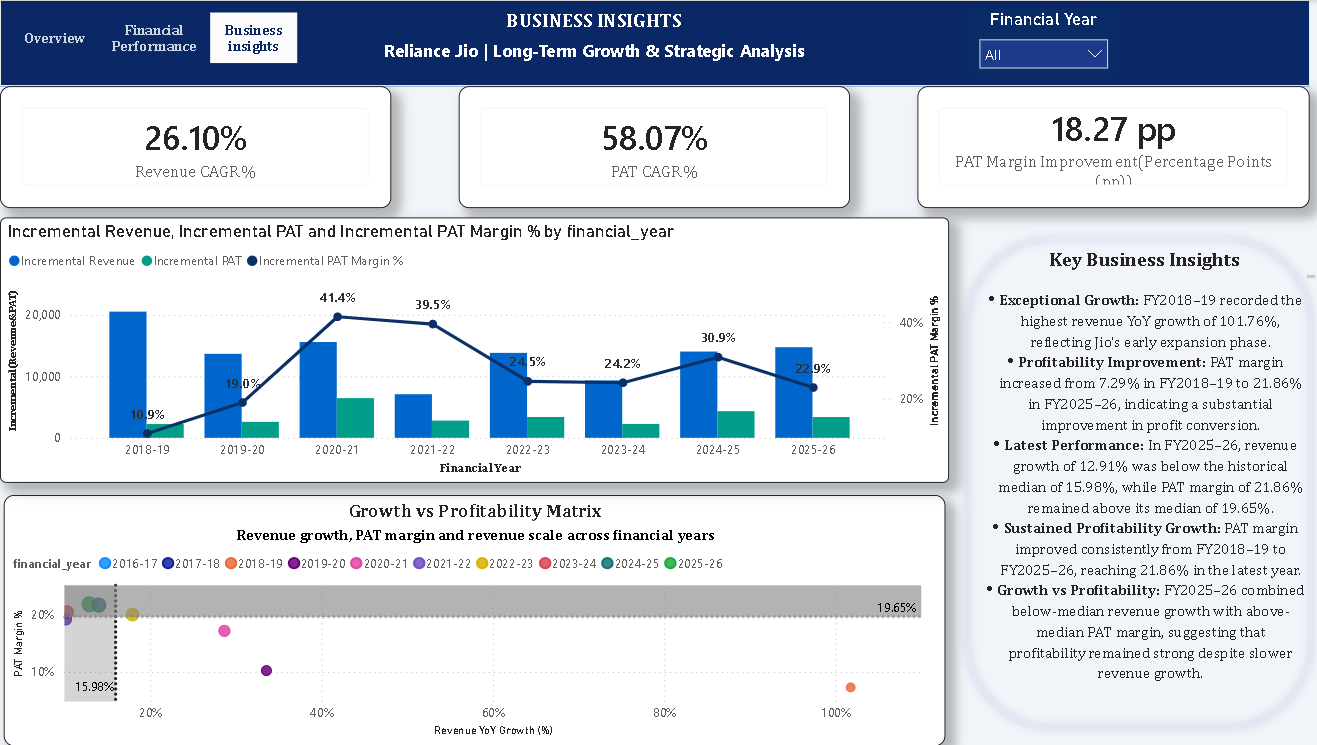 BUSINESS INSIGHTS
Reliance Jio | Long-Term Growth & Strategic Analysis
Overview
Financial
Performance
Business
insights
Financial Year
All
26.10%
Revenue CAGR%
58.07%
PAT CAGR%
18.27 pp
PAT Margin Improvement(Percentage Points
(pp))
Incremental Revenue, Incremental PAT and Incremental PAT Margin % by financial_year
Incremental Revenue
Incremental PAT
Incremental PAT Margin %
Incremental(Revenue&PAT)
20,000
10,000
0
10.9%
19.0%
41.4%
39.5%
24.5%
24.2%
30.9%
22.9%
40%
20%
Incremental PAT Margin %
2018-19
2019-20
2020-21
2021-22
2022-23
2023-24
2024-25
2025-26
Financial Year
Growth vs Profitability Matrix
Revenue growth, PAT margin and revenue scale across financial years
financial_year
2016-17
2017-18
2018-19
2019-20
2020-21
2021-22
2022-23
2023-24
2024-25
2025-26
PAT Margin %
20%
10%
19.65%
15.98%
20%
40%
60%
80%
100%
Revenue YoY Growth (%)
Key Business Insights
• Exceptional Growth: FY2018–19 recorded the
highest revenue YoY growth of 101.76%,
reflecting Jio's early expansion phase.
• Profitability Improvement: PAT margin
increased from 7.29% in FY2018–19 to 21.86%
in FY2025–26, indicating a substantial
improvement in profit conversion.
• Latest Performance: In FY2025–26, revenue
growth of 12.91% was below the historical
median of 15.98%, while PAT margin of 21.86%
remained above its median of 19.65%.
• Sustained Profitability Growth: PAT margin
improved consistently from FY2018–19 to
FY2025–26, reaching 21.86% in the latest year.
• Growth vs Profitability: FY2025–26 combined
below-median revenue growth with above-
median PAT margin, suggesting that
profitability remained strong despite slower
revenue growth.